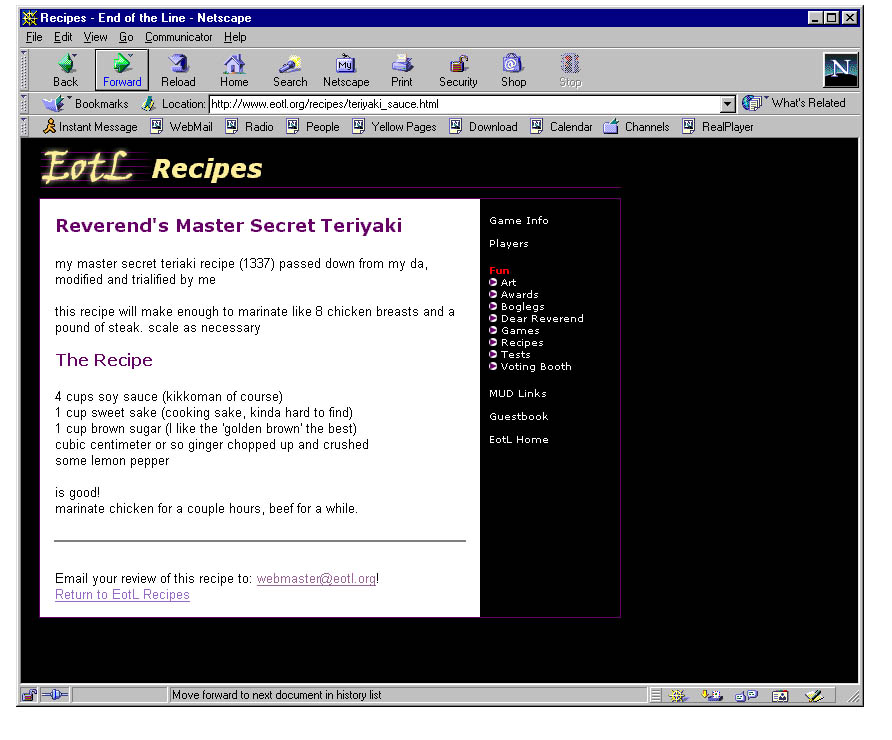 Recipes - End of the Line - Netscape
File Edit View Go Communicator Help
Back Forward Reload Home Search Netscape Print Security Shop Stop
My
N
Bookmarks Location: http://www.eotl.org/recipes/teriyaki_sauce.html What's Related
Instant Message WebMail Radio People Yellow Pages Download Calendar Channels RealPlayer
EotL Recipes
Reverend's Master Secret Teriyaki
my master secret teriaki recipe (1337) passed down from my da,
modified and trialified by me
this recipe will make enough to marinate like 8 chicken breasts and a
pound of steak. scale as necessary
The Recipe
4 cups soy sauce (kikkoman of course)
1 cup sweet sake (cooking sake, kinda hard to find)
1 cup brown sugar (I like the 'golden brown' the best)
cubic centimeter or so ginger chopped up and crushed
some lemon pepper
is good!
marinate chicken for a couple hours, beef for a while.
Email your review of this recipe to: webmaster@eotl.org!
Return to EotL Recipes
Game Info
Players
Fun
Art
Awards
Boglegs
Dear Reverend
Games
Recipes
Tests
Voting Booth
MUD Links
Guestbook
EotL Home
Move forward to next document in history list